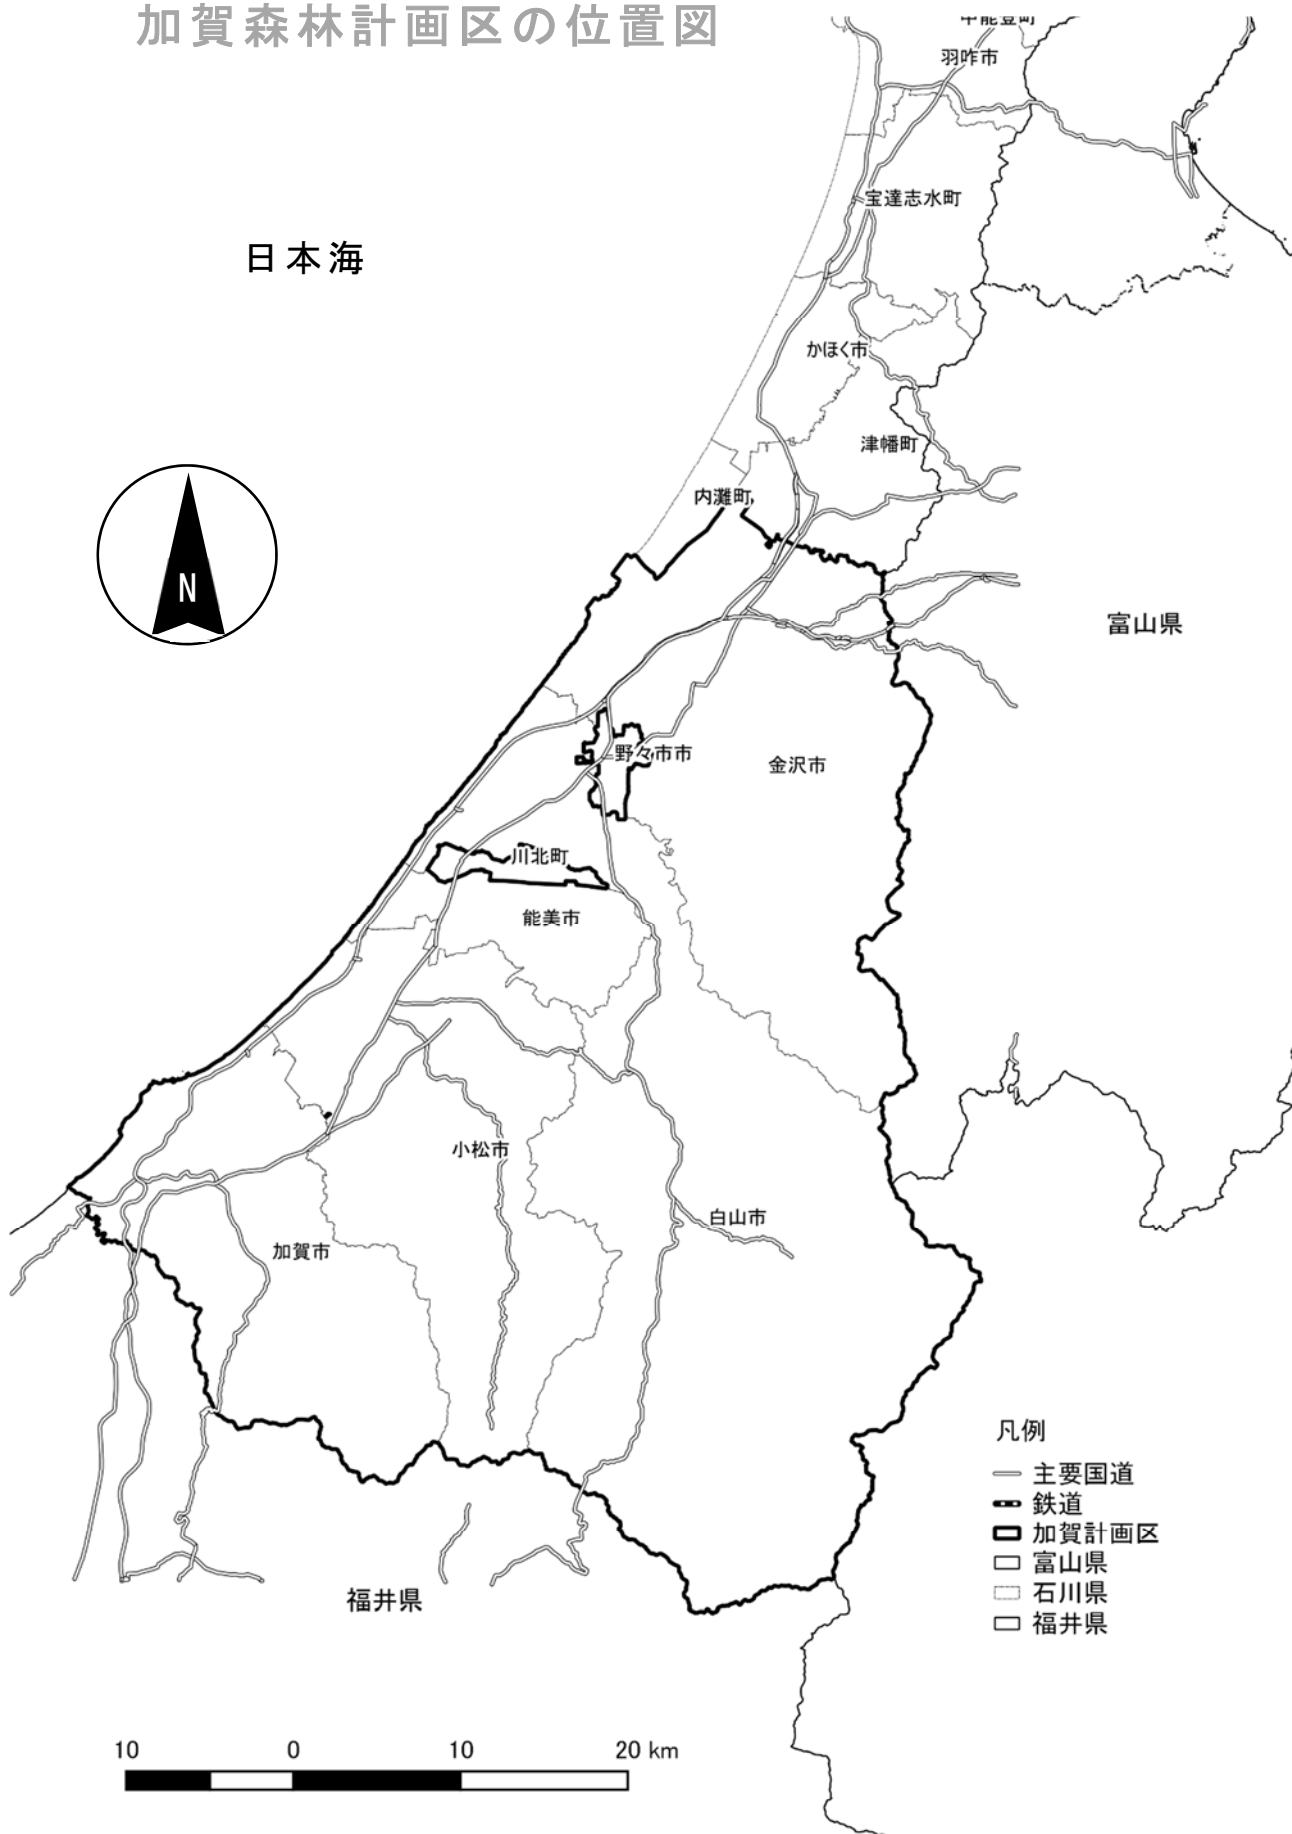 加賀森林計画区の位置図
中能登町
羽咋市
宝達志水町
日本海
かほく市
津幡町
内灘町
N
富山県
野々市市
金沢市
川北町
能美市
小松市
白山市
加賀市
福井県
凡例
主要国道
鉄道
加賀計画区
富山県
石川県
福井県
10 0 10 20 km